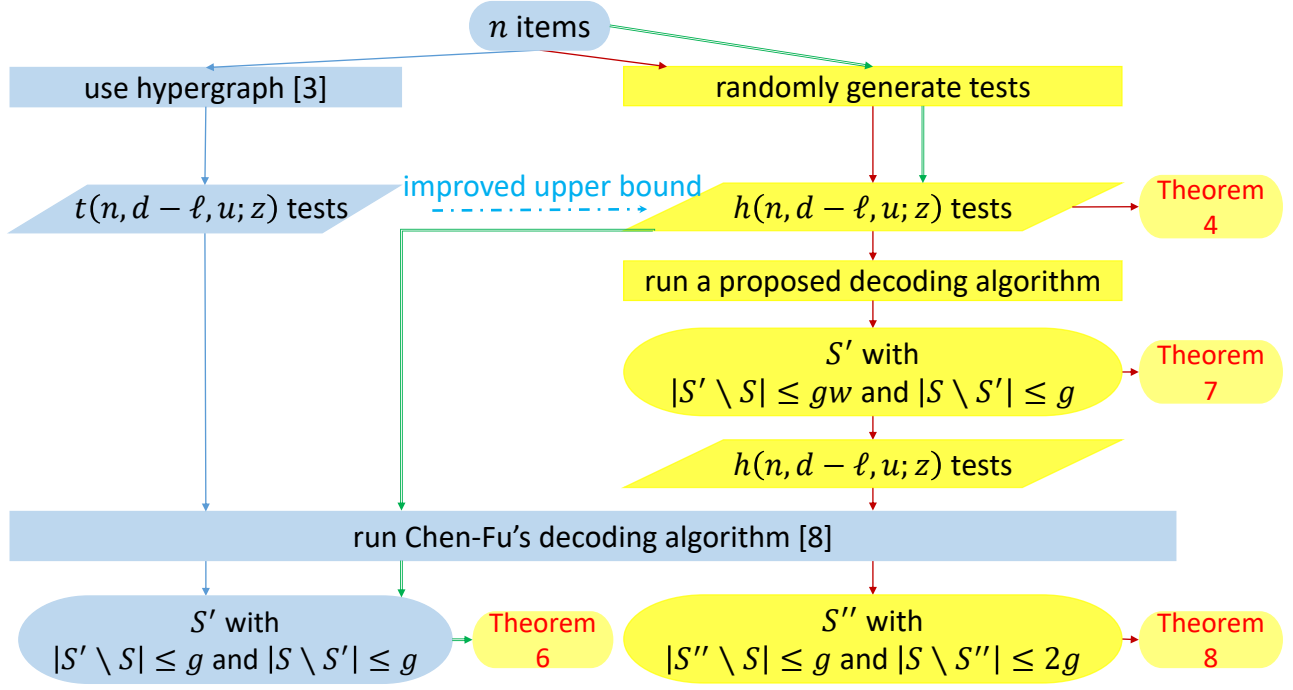 n items
use hypergraph [3]
randomly generate tests
improved upper bound
t(n, d − ℓ, u; z) tests
h(n, d − ℓ, u; z) tests
Theorem
4
run a proposed decoding algorithm
S′ with
|S′ \ S| ≤ gw and |S \ S′| ≤ g
Theorem
7
h(n, d − ℓ, u; z) tests
run Chen-Fu’s decoding algorithm [8]
S′ with
|S′ \ S| ≤ g and |S \ S′| ≤ g
Theorem
6
S′′ with
|S′′ \ S| ≤ g and |S \ S′′| ≤ 2g
Theorem
8